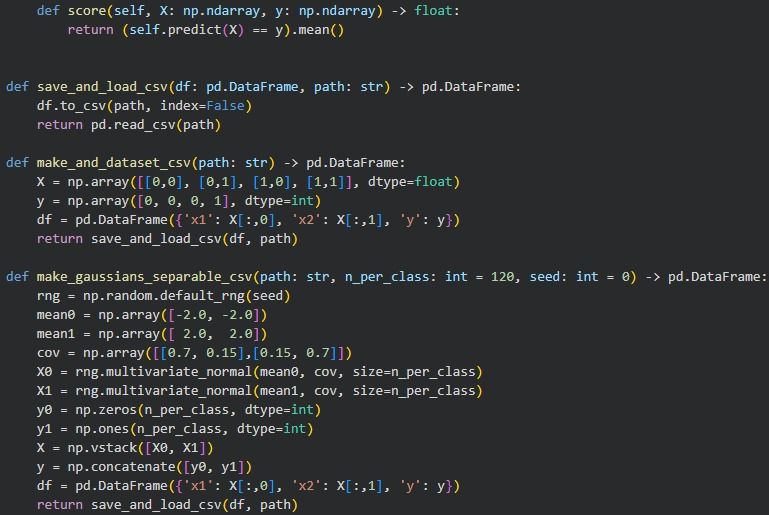 def score(self, X: np.ndarray, y: np.ndarray) -> float:
        return (self.predict(X) == y).mean()


def save_and_load_csv(df: pd.DataFrame, path: str) -> pd.DataFrame:
    df.to_csv(path, index=False)
    return pd.read_csv(path)

def make_and_dataset_csv(path: str) -> pd.DataFrame:
    X = np.array([[0,0], [0,1], [1,0], [1,1]], dtype=float)
    y = np.array([0, 0, 0, 1], dtype=int)
    df = pd.DataFrame({'x1': X[:,0], 'x2': X[:,1], 'y': y})
    return save_and_load_csv(df, path)

def make_gaussians_separable_csv(path: str, n_per_class: int = 120, seed: int = 0) -> pd.DataFrame:
    rng = np.random.default_rng(seed)
    mean0 = np.array([-2.0, -2.0])
    mean1 = np.array([ 2.0,  2.0])
    cov = np.array([[0.7, 0.15],[0.15, 0.7]])
    X0 = rng.multivariate_normal(mean0, cov, size=n_per_class)
    X1 = rng.multivariate_normal(mean1, cov, size=n_per_class)
    y0 = np.zeros(n_per_class, dtype=int)
    y1 = np.ones(n_per_class, dtype=int)
    X = np.vstack([X0, X1])
    y = np.concatenate([y0, y1])
    df = pd.DataFrame({'x1': X[:,0], 'x2': X[:,1], 'y': y})
    return save_and_load_csv(df, path)